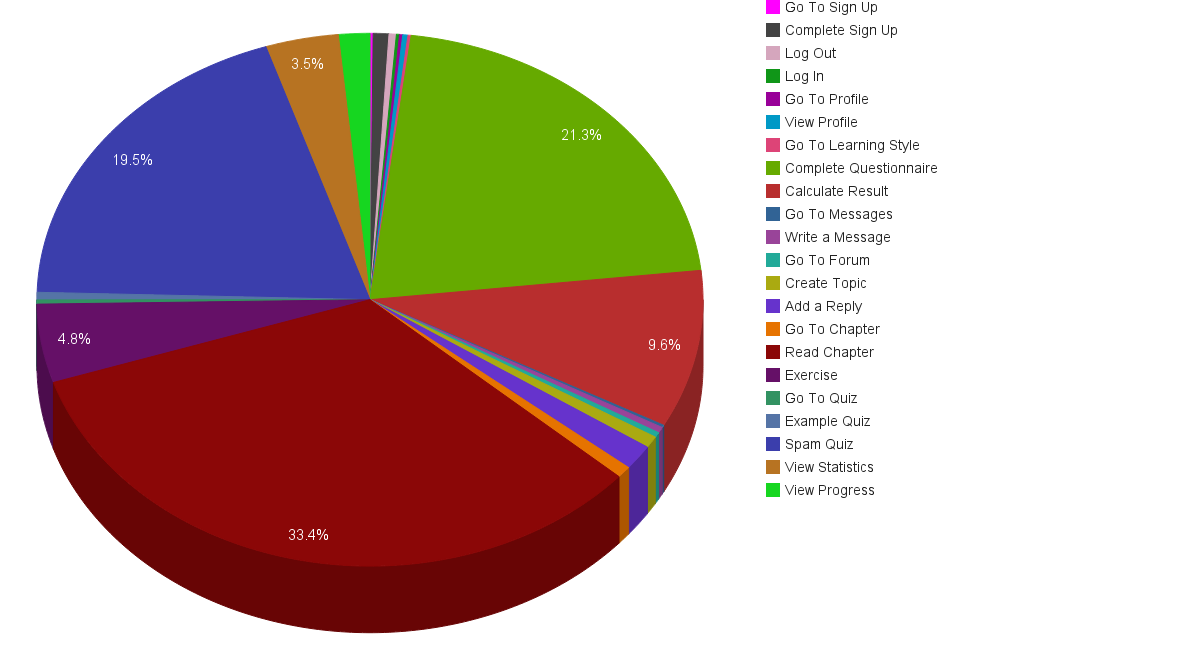 Go To Sign Up
Complete Sign Up
Log Out
Log In
Go To Profile
View Profile
Go To Learning Style
Complete Questionnaire
Calculate Result
Go To Messages
Write a Message
Go To Forum
Create Topic
Add a Reply
Go To Chapter
Read Chapter
Exercise
Go To Quiz
Example Quiz
Spam Quiz
View Statistics
View Progress
3.5%
21.3%
19.5%
4.8%
9.6%
33.4%